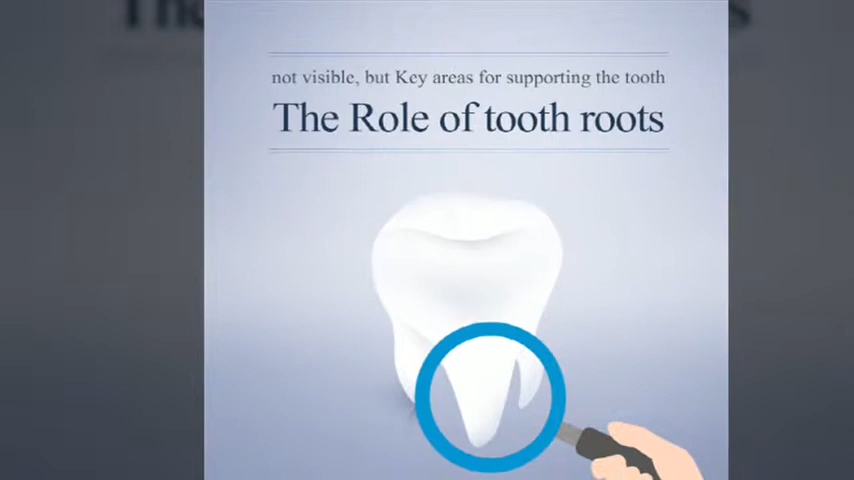 not visible, but Key areas for supporting the tooth
The Role of tooth roots